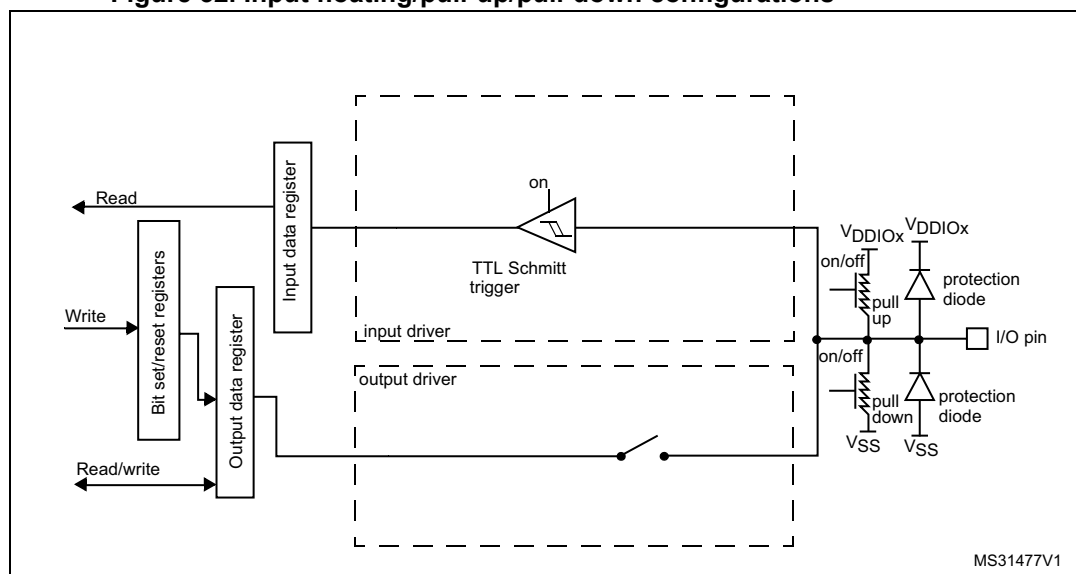 Input floating/pull-up/pull-down configurations
on
Read
Input data register
TTL Schmitt
trigger
VDDIOx
VDDIOx
on/off
pull
up
protection
diode
input driver
Write
Bit set/reset registers
I/O pin
Output data register
output driver
on/off
pull
down
protection
diode
VSS
VSS
Read/write
MS31477V1